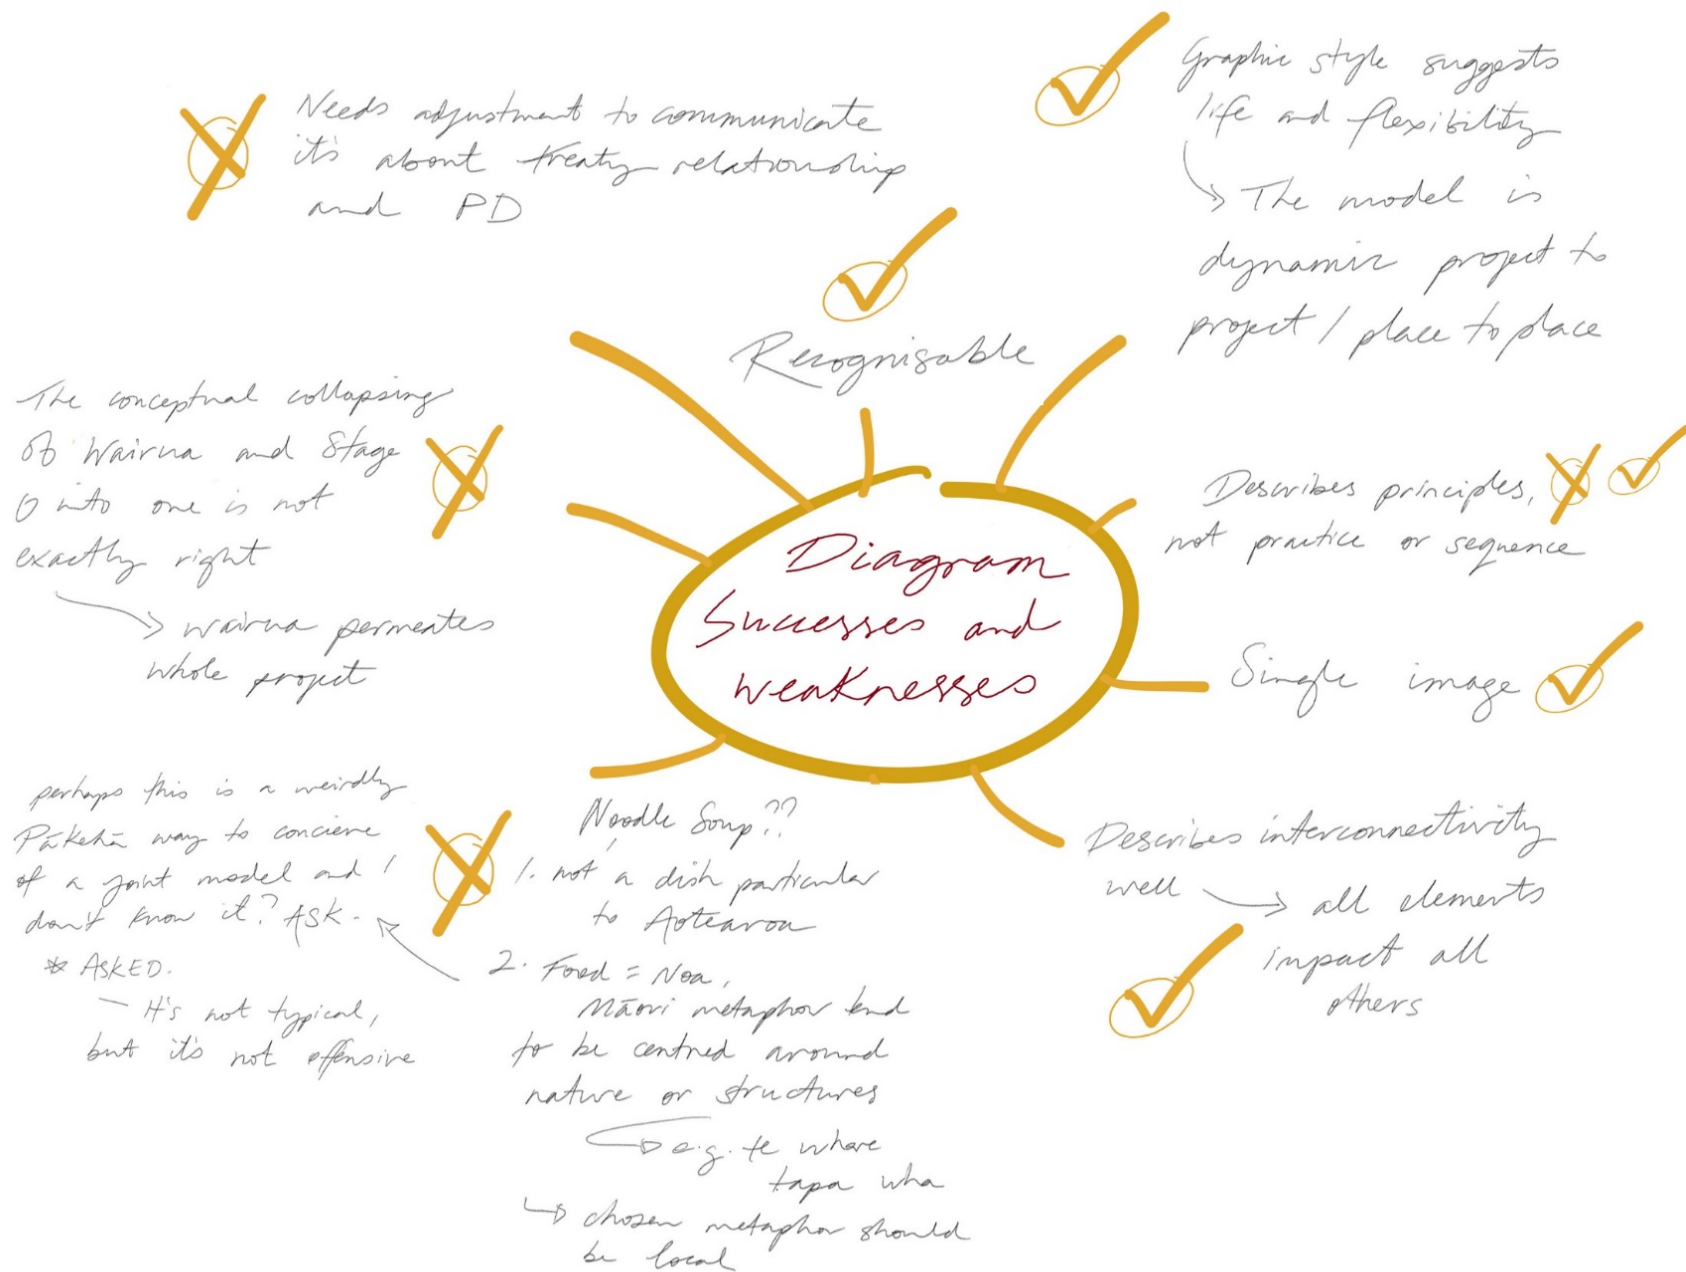 Diagram
Successes and
weaknesses
Needs adjustment to communicate
it's about treaty relationship
and PD
Recognisable
Graphic style suggests
life and flexibility
The model is
dynamic project to
project / place to place
Describes principles,
not practice or sequence
Single image
Describes interconnectivity
well → all elements
impact all
others
Noodle Soup??
1. not a dish particular
to Aotearoa
2. Food = Noa,
Māori metaphor tend
to be centred around
nature or structures
e.g. te whare
tapa wha
chosen metaphor should
be local
perhaps this is a weirdly
Pākehā way to concieve
of a joint model and I
don't know it? ASK.
* ASKED.
— It's not typical,
but it's not offensive
The conceptual collapsing
of Wairua and Stage
0 into one is not
exactly right
→ wairua permeates
whole project